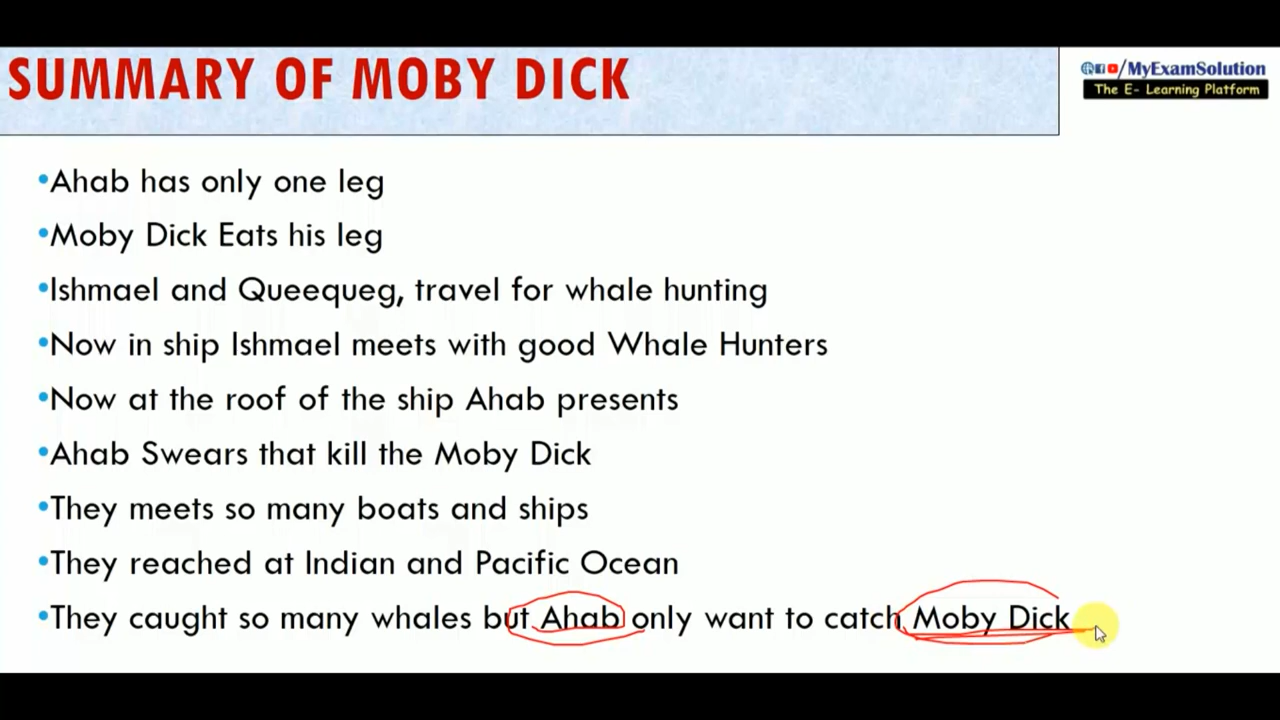 SUMMARY OF MOBY DICK
/MyExamSolution
The E- Learning Platform
•Ahab has only one leg
•Moby Dick Eats his leg
•Ishmael and Queequeg, travel for whale hunting
•Now in ship Ishmael meets with good Whale Hunters
•Now at the roof of the ship Ahab presents
•Ahab Swears that kill the Moby Dick
•They meets so many boats and ships
•They reached at Indian and Pacific Ocean
•They caught so many whales but Ahab only want to catch Moby Dick